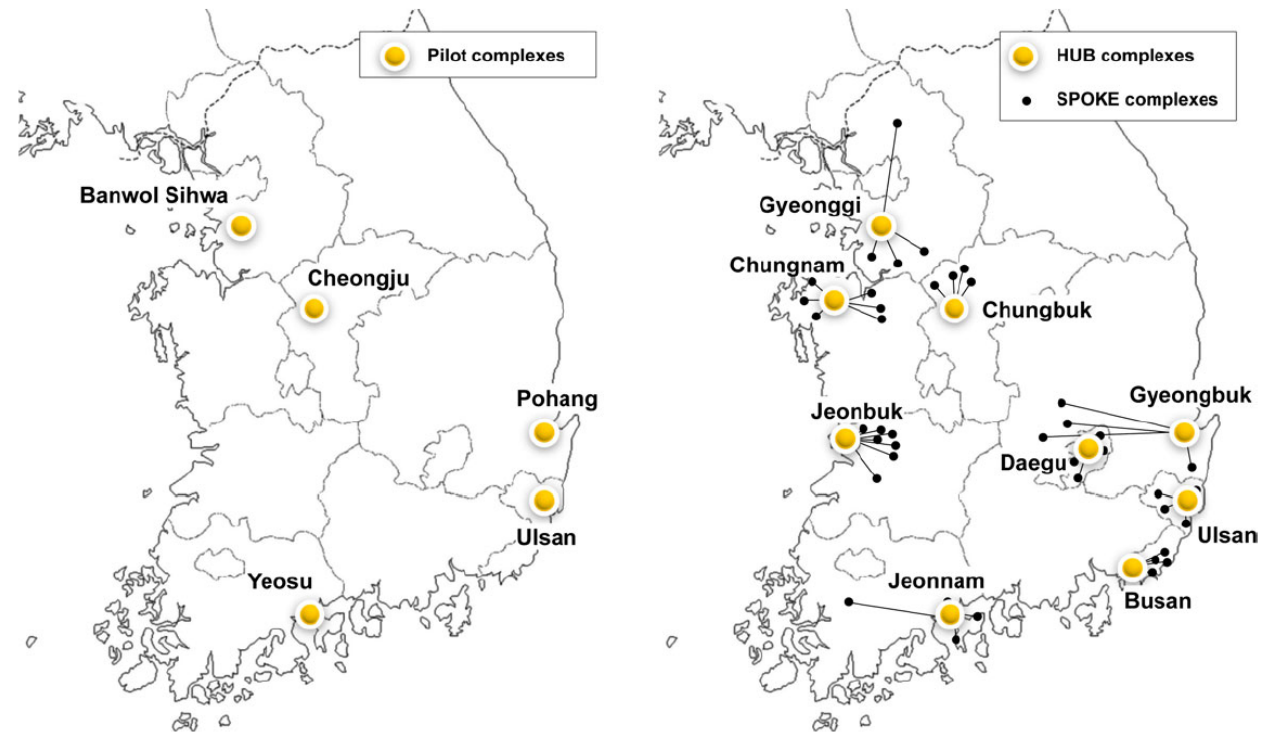 Pilot complexes
Banwol Sihwa
Cheongju
Pohang
Ulsan
Yeosu
HUB complexes
SPOKE complexes
Gyeonggi
Chungnam
Chungbuk
Gyeongbuk
Jeonbuk
Daegu
Ulsan
Jeonnam
Busan